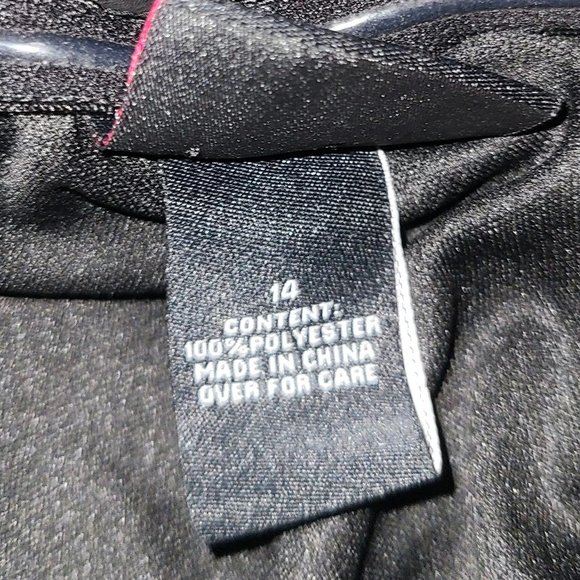 14
CONTENT:
100%POLYESTER
MADE IN CHINA
OVER FOR CARE